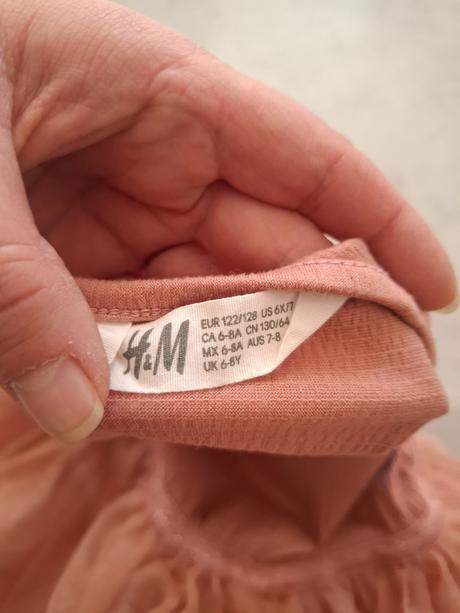 H&M
EUR 122/128 US 6X/7
CA 6-8A CN 130/64
MX 6-8A AUS 7-8
UK 6-8Y